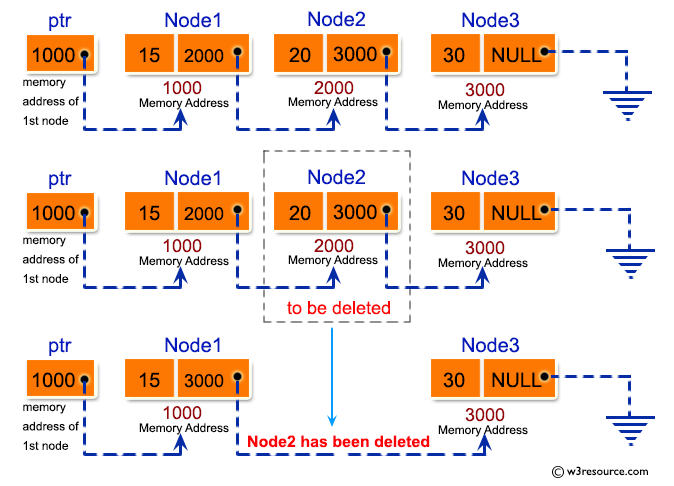 ptr Node1 Node2 Node3
1000 15 2000 20 3000 30 NULL
memory
address of
1st node
1000
Memory Address
2000
Memory Address
3000
Memory Address
ptr Node1 Node2 Node3
1000 15 2000 20 3000 30 NULL
memory
address of
1st node
1000
Memory Address
2000
Memory Address
3000
Memory Address
to be deleted
ptr Node1 Node3
1000 15 3000 30 NULL
memory
address of
1st node
1000
Memory Address
3000
Memory Address
Node2 has been deleted
© w3resource.com